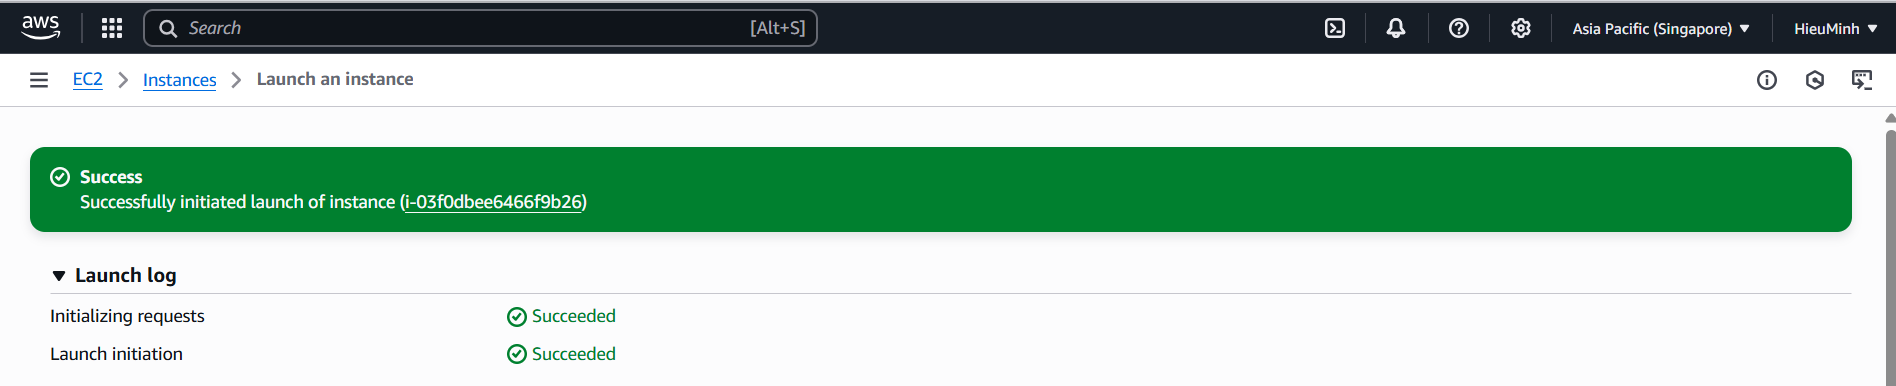 aws
Search [Alt+S]
Asia Pacific (Singapore)
HieuMinh
EC2
Instances
Launch an instance
Success
Successfully initiated launch of instance (i-03f0dbee6466f9b26)
Launch log
Initializing requests Succeeded
Launch initiation Succeeded